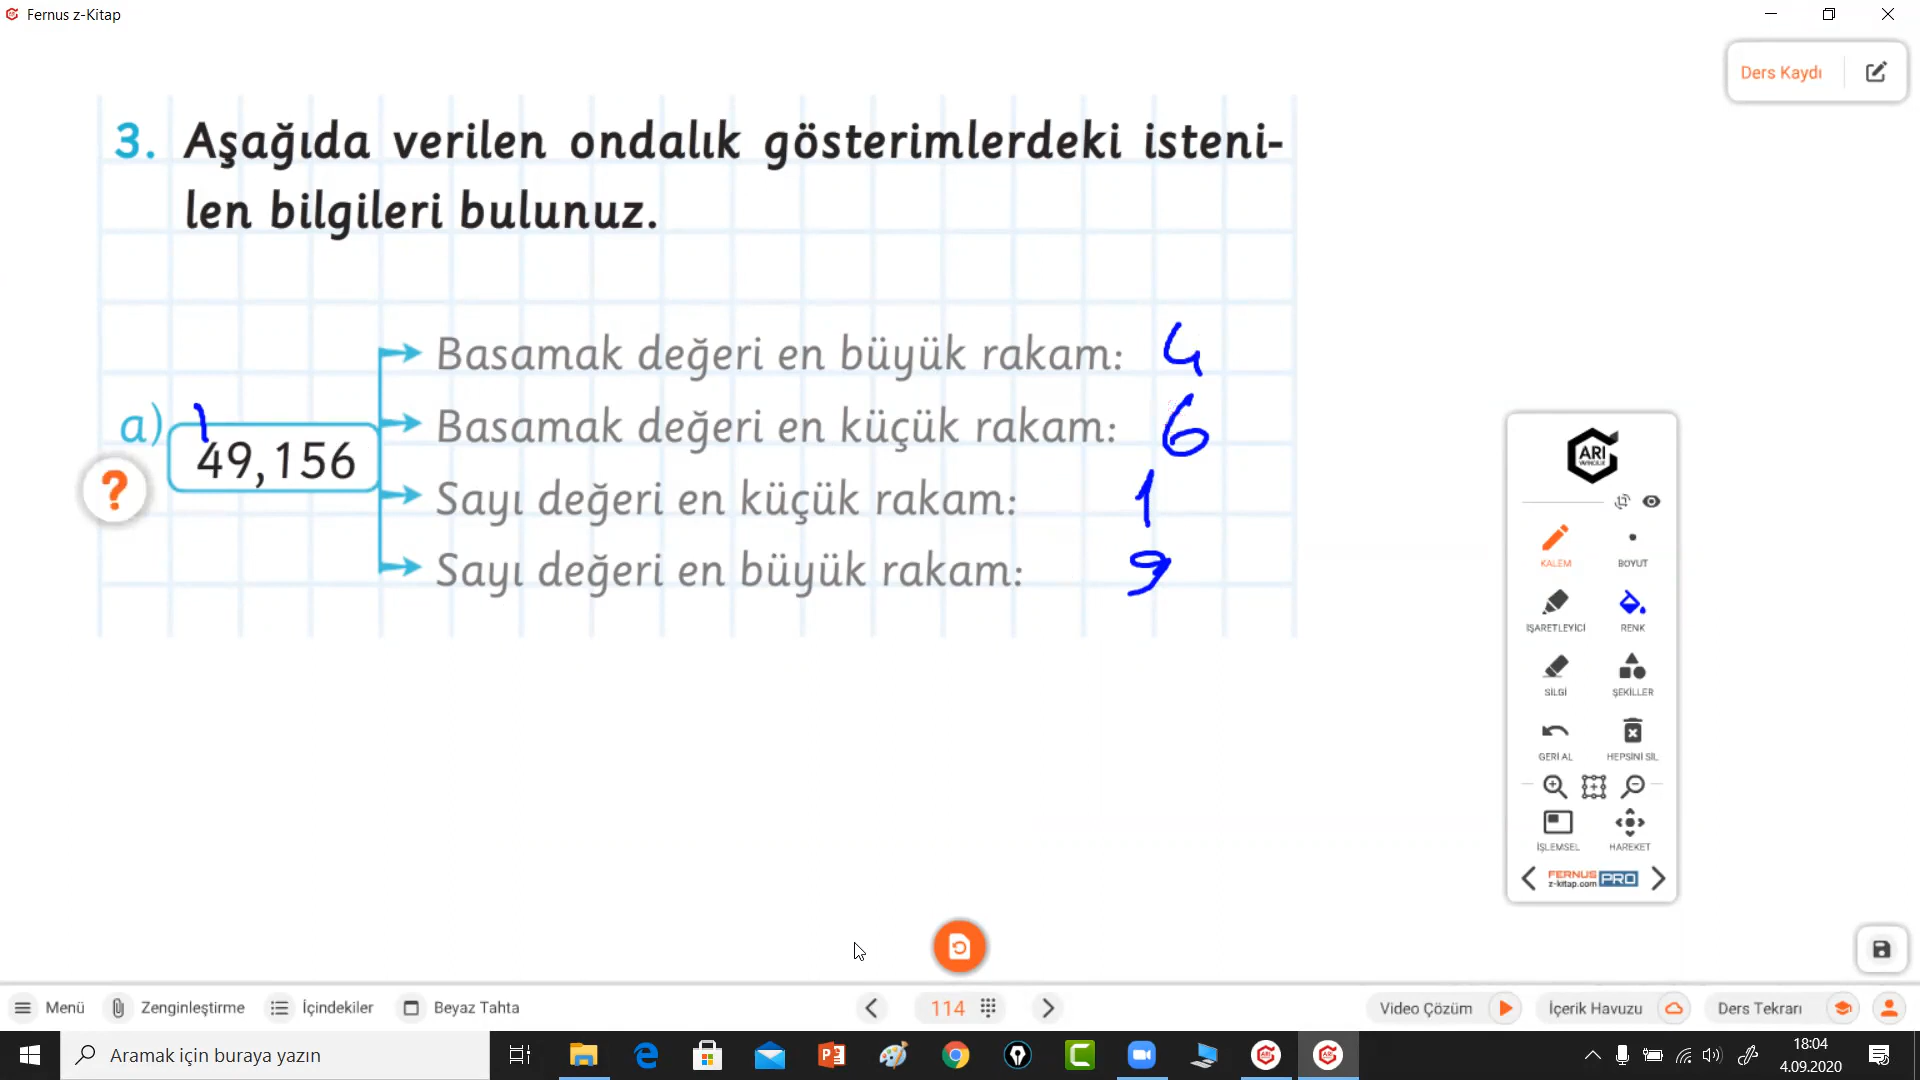 Fernus z-Kitap
Ders Kaydı
3. Aşağıda verilen ondalık gösterimlerdeki isteni-
len bilgileri bulunuz.
Basamak değeri en büyük rakam: 4
a) Basamak değeri en küçük rakam: 6
49,156
?
Sayı değeri en küçük rakam: 1
Sayı değeri en büyük rakam: 9
ARI
YAYINCILIK
KALEM
BOYUT
İŞARETLEYİCİ
RENK
SİLGİ
ŞEKİLLER
GERİ AL
HEPSİNİ SİL
İŞLEMSEL
HAREKET
FERNUS
z-kitap.com PRO
Menü
Zenginleştirme
İçindekiler
Beyaz Tahta
114
Video Çözüm
İçerik Havuzu
Ders Tekrarı
Aramak için buraya yazın
18:04
4.09.2020